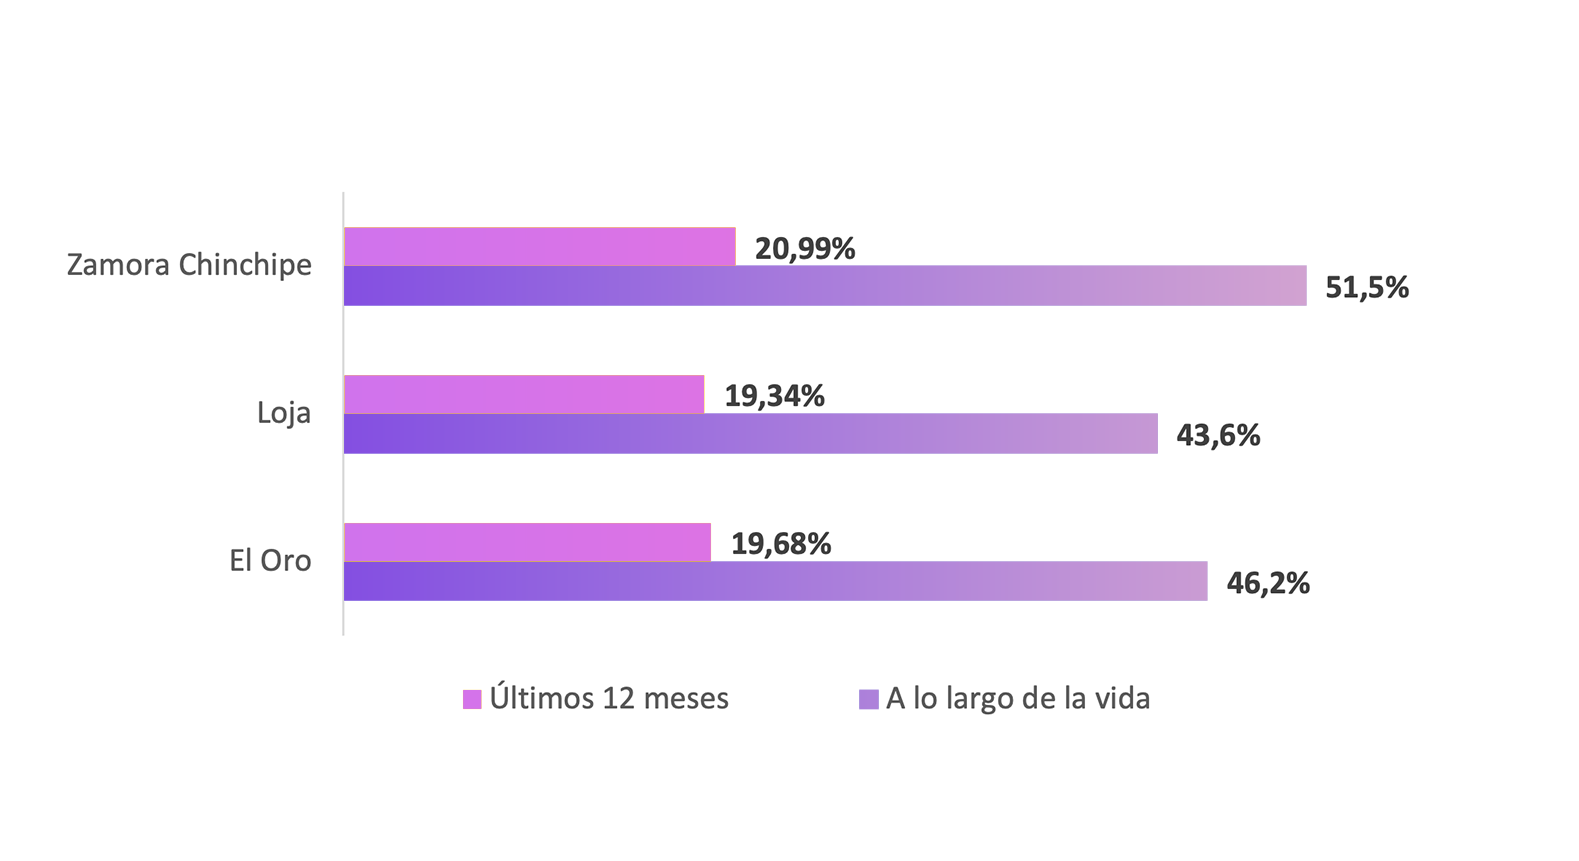 Zamora Chinchipe
20,99%
51,5%
Loja
19,34%
43,6%
El Oro
19,68%
46,2%
Últimos 12 meses
A lo largo de la vida